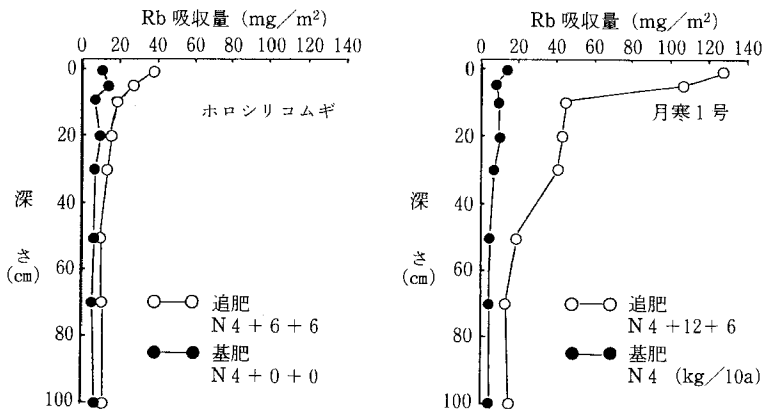 Rb 吸収量 (mg/m²)
0 20 40 60 80 100 120 140
0
20
40
60
80
100
深
さ
(cm)
ホロシリコムギ
追肥
N 4 + 6 + 6
基肥
N 4 + 0 + 0
Rb 吸収量 (mg/m²)
0 20 40 60 80 100 120 140
0
20
40
60
80
100
深
さ
(cm)
月寒1号
追肥
N 4 +12+ 6
基肥
N 4 (kg/10a)